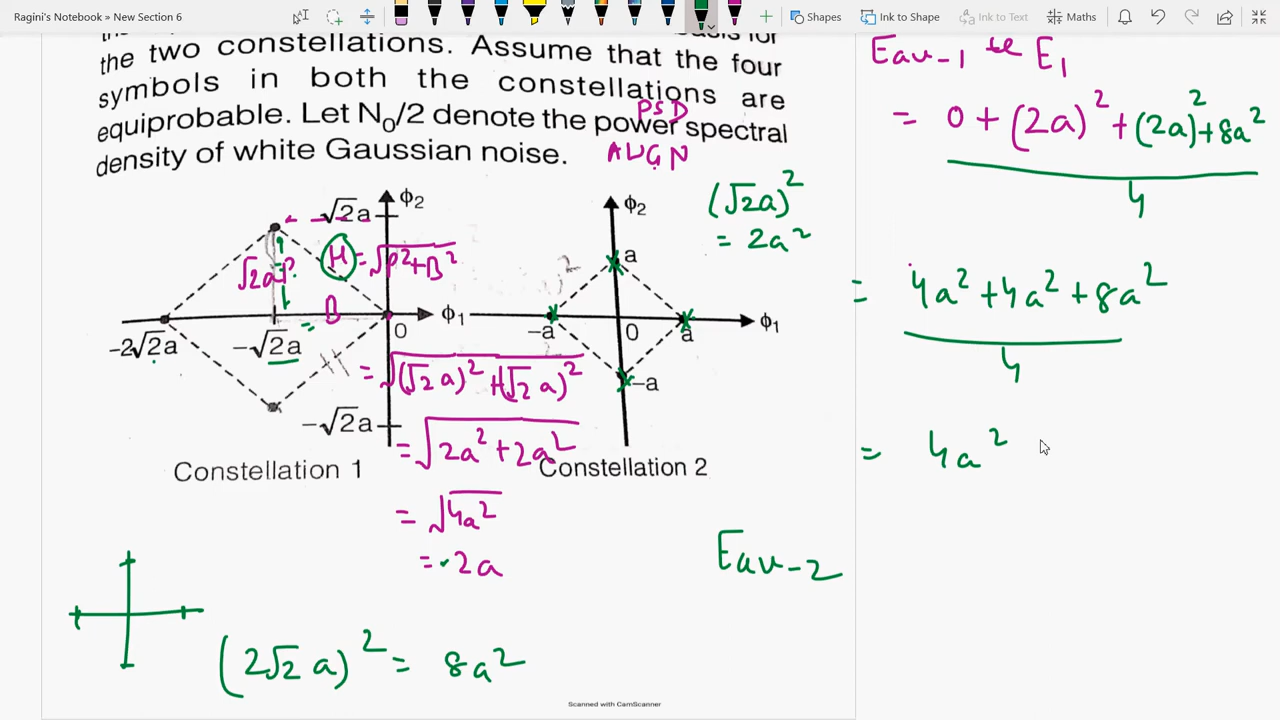 Ragini's Notebook » New Section 6
Shapes Ink to Shape Ink to Text Maths
the two constellations. Assume that the four
symbols in both the constellations are
equiprobable. Let N₀/2 denote the power spectral
PSD
density of white Gaussian noise.
AWGN
√2a ϕ₂
H = √P²+B²
√2a P
B
-2√2a -√2a 0 ϕ₁
H
= √(√2a)²+(√2a)²
-√2a
= √2a²+2a²
Constellation 1
= √4a²
= 2a
(√2a)²
= 2a²
ϕ₂
a
-a 0 a ϕ₁
-a
Constellation 2
Eav-2
(2√2a)² = 8a²
Eav-1 E₁
= 0+(2a)²+(2a)²+8a²
4
= 4a²+4a²+8a²
4
= 4a²
Scanned with CamScanner